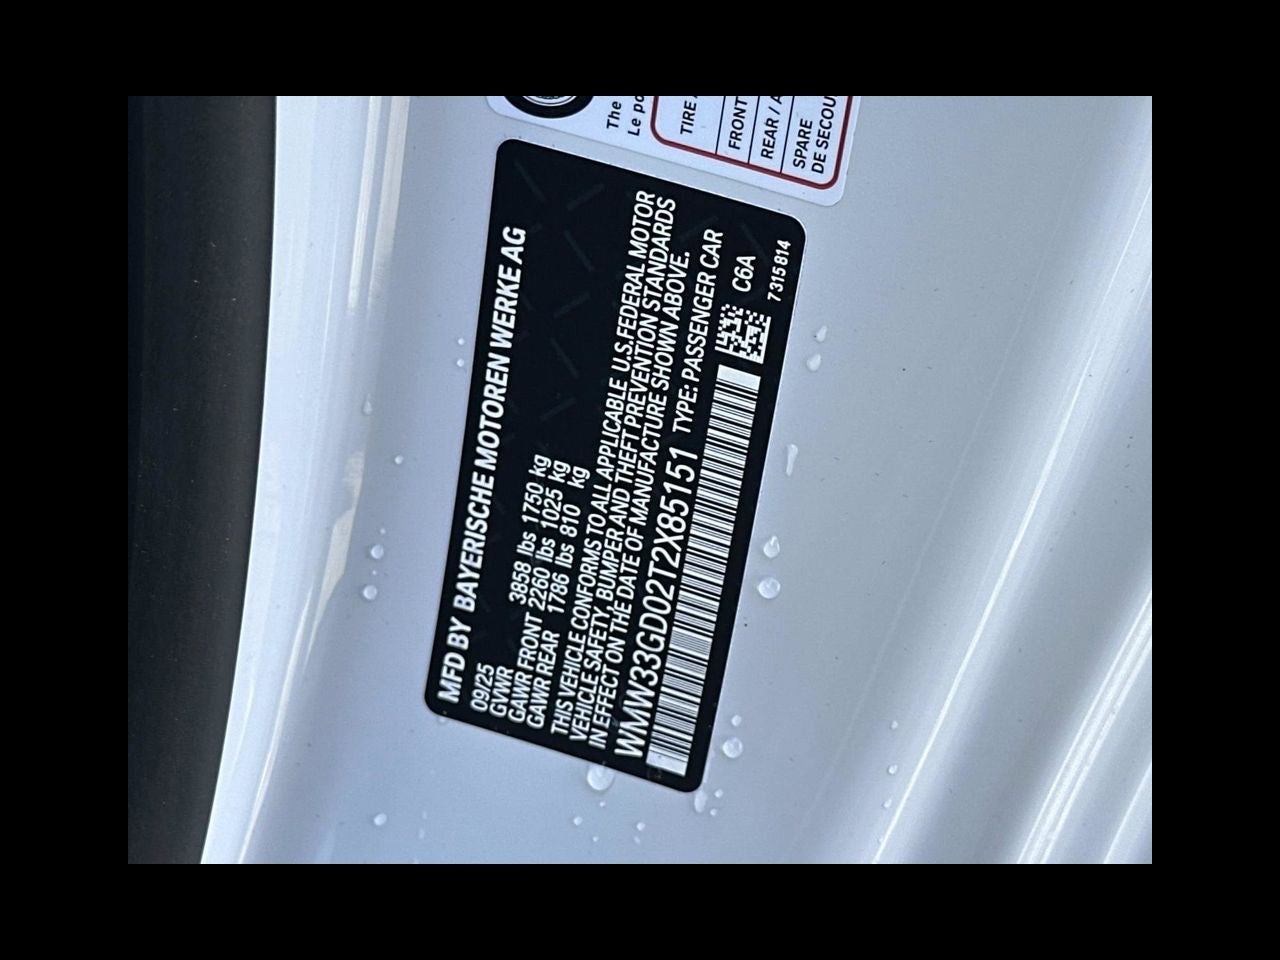 MFD BY BAYERISCHE MOTOREN WERKE AG
09/25
GVWR 3858 lbs 1750 kg
GAWR FRONT 2260 lbs 1025 kg
GAWR REAR 1786 lbs 810 kg
THIS VEHICLE CONFORMS TO ALL APPLICABLE U.S. FEDERAL MOTOR
VEHICLE SAFETY, BUMPER AND THEFT PREVENTION STANDARDS
IN EFFECT ON THE DATE OF MANUFACTURE SHOWN ABOVE.
WMW33GD02T2X85151 TYPE: PASSENGER CAR
C6A
7315814
The
Le
TIRE
FRONT
REAR /
SPARE
DE SECOU